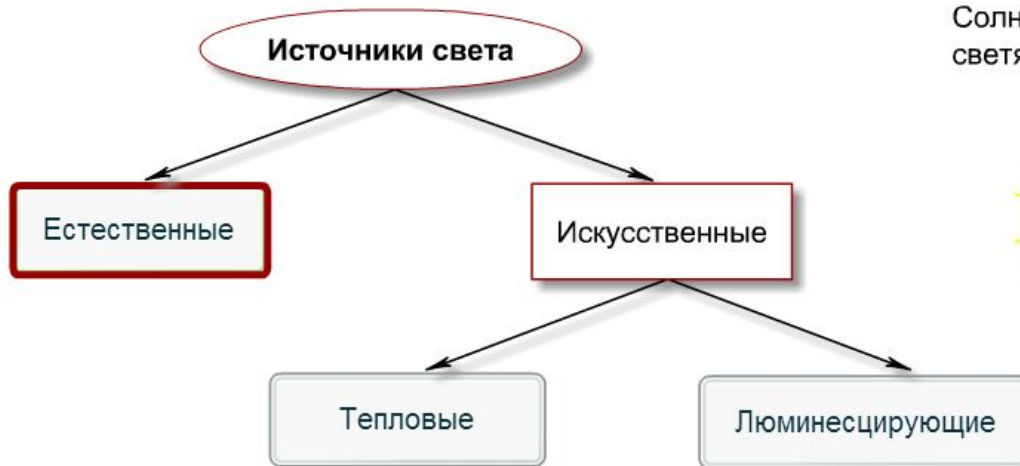 Источники света
Естественные
Искусственные
Тепловые
Люминесцирующие